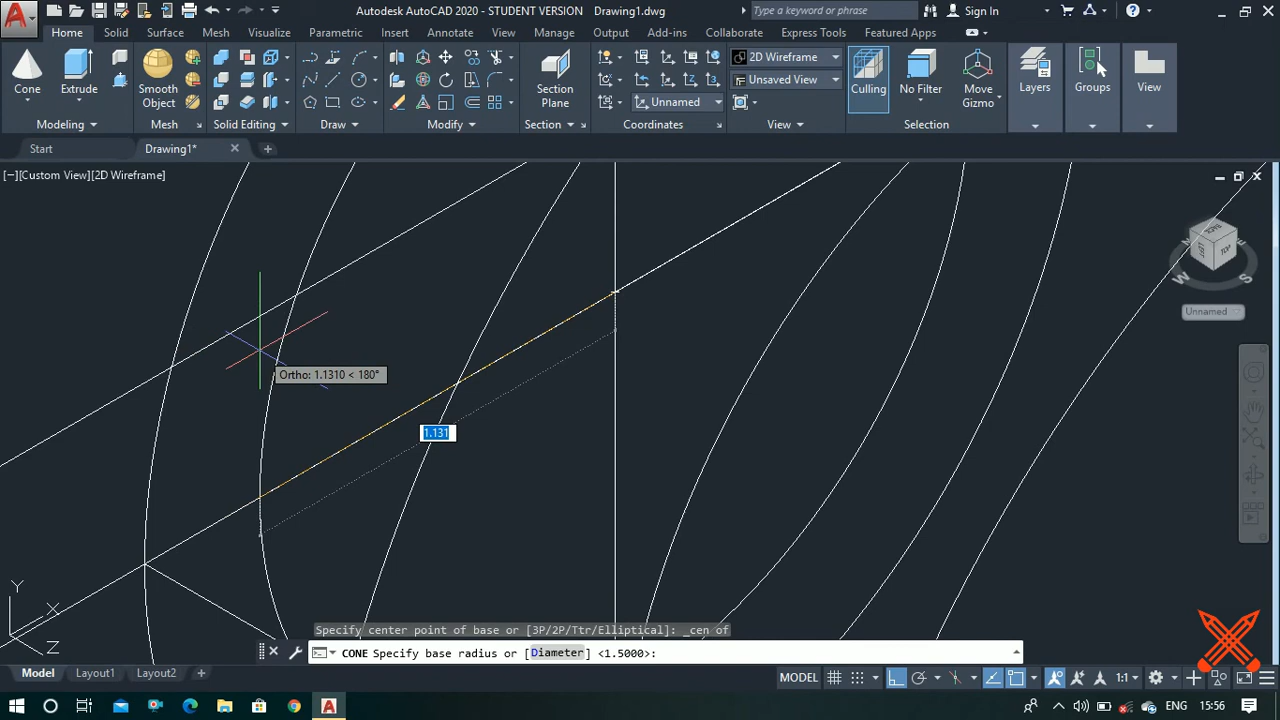 Autodesk AutoCAD 2020 - STUDENT VERSION Drawing1.dwg
Type a keyword or phrase
Sign In
Home Solid Surface Mesh Visualize Parametric Insert Annotate View Manage Output Add-ins Collaborate Express Tools Featured Apps
2D Wireframe
Unsaved View
Unnamed
Cone Extrude Smooth Object Section Plane Culling No Filter Move Gizmo Layers Groups View
Modeling Mesh Solid Editing Draw Modify Section Coordinates View Selection
Start Drawing1*
[−][Custom View][2D Wireframe]
W
E
TOP
Unnamed
Ortho: 1.1310 < 180°
1.131
Y
X
Z
Specify center point of base or [3P/2P/Ttr/Elliptical]: _cen of
CONE Specify base radius or [Diameter] <1.5000>:
Model Layout1 Layout2
MODEL
1:1
ENG 15:56